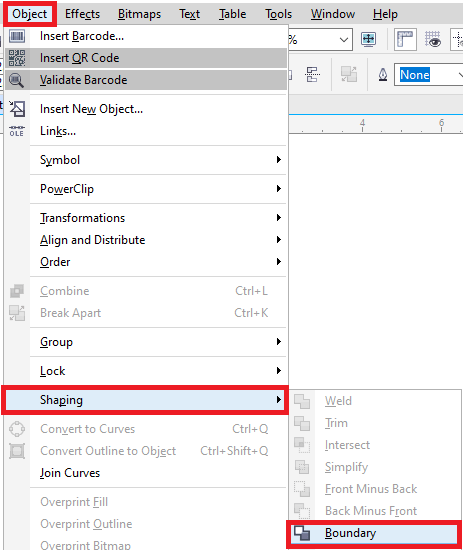 Object Effects Bitmaps Text Table Tools Window Help
Insert Barcode...
%
Insert QR Code
Validate Barcode
None
Insert New Object...
OLE Links...
4 6
Symbol
PowerClip
Transformations
Align and Distribute
Order
Combine Ctrl+L
Break Apart Ctrl+K
Group
Lock
Shaping
Weld
Convert to Curves Ctrl+Q
Trim
Convert Outline to Object Ctrl+Shift+Q
Intersect
Join Curves
Simplify
Overprint Fill
Front Minus Back
Overprint Outline
Back Minus Front
Boundary
Overprint Bitmap